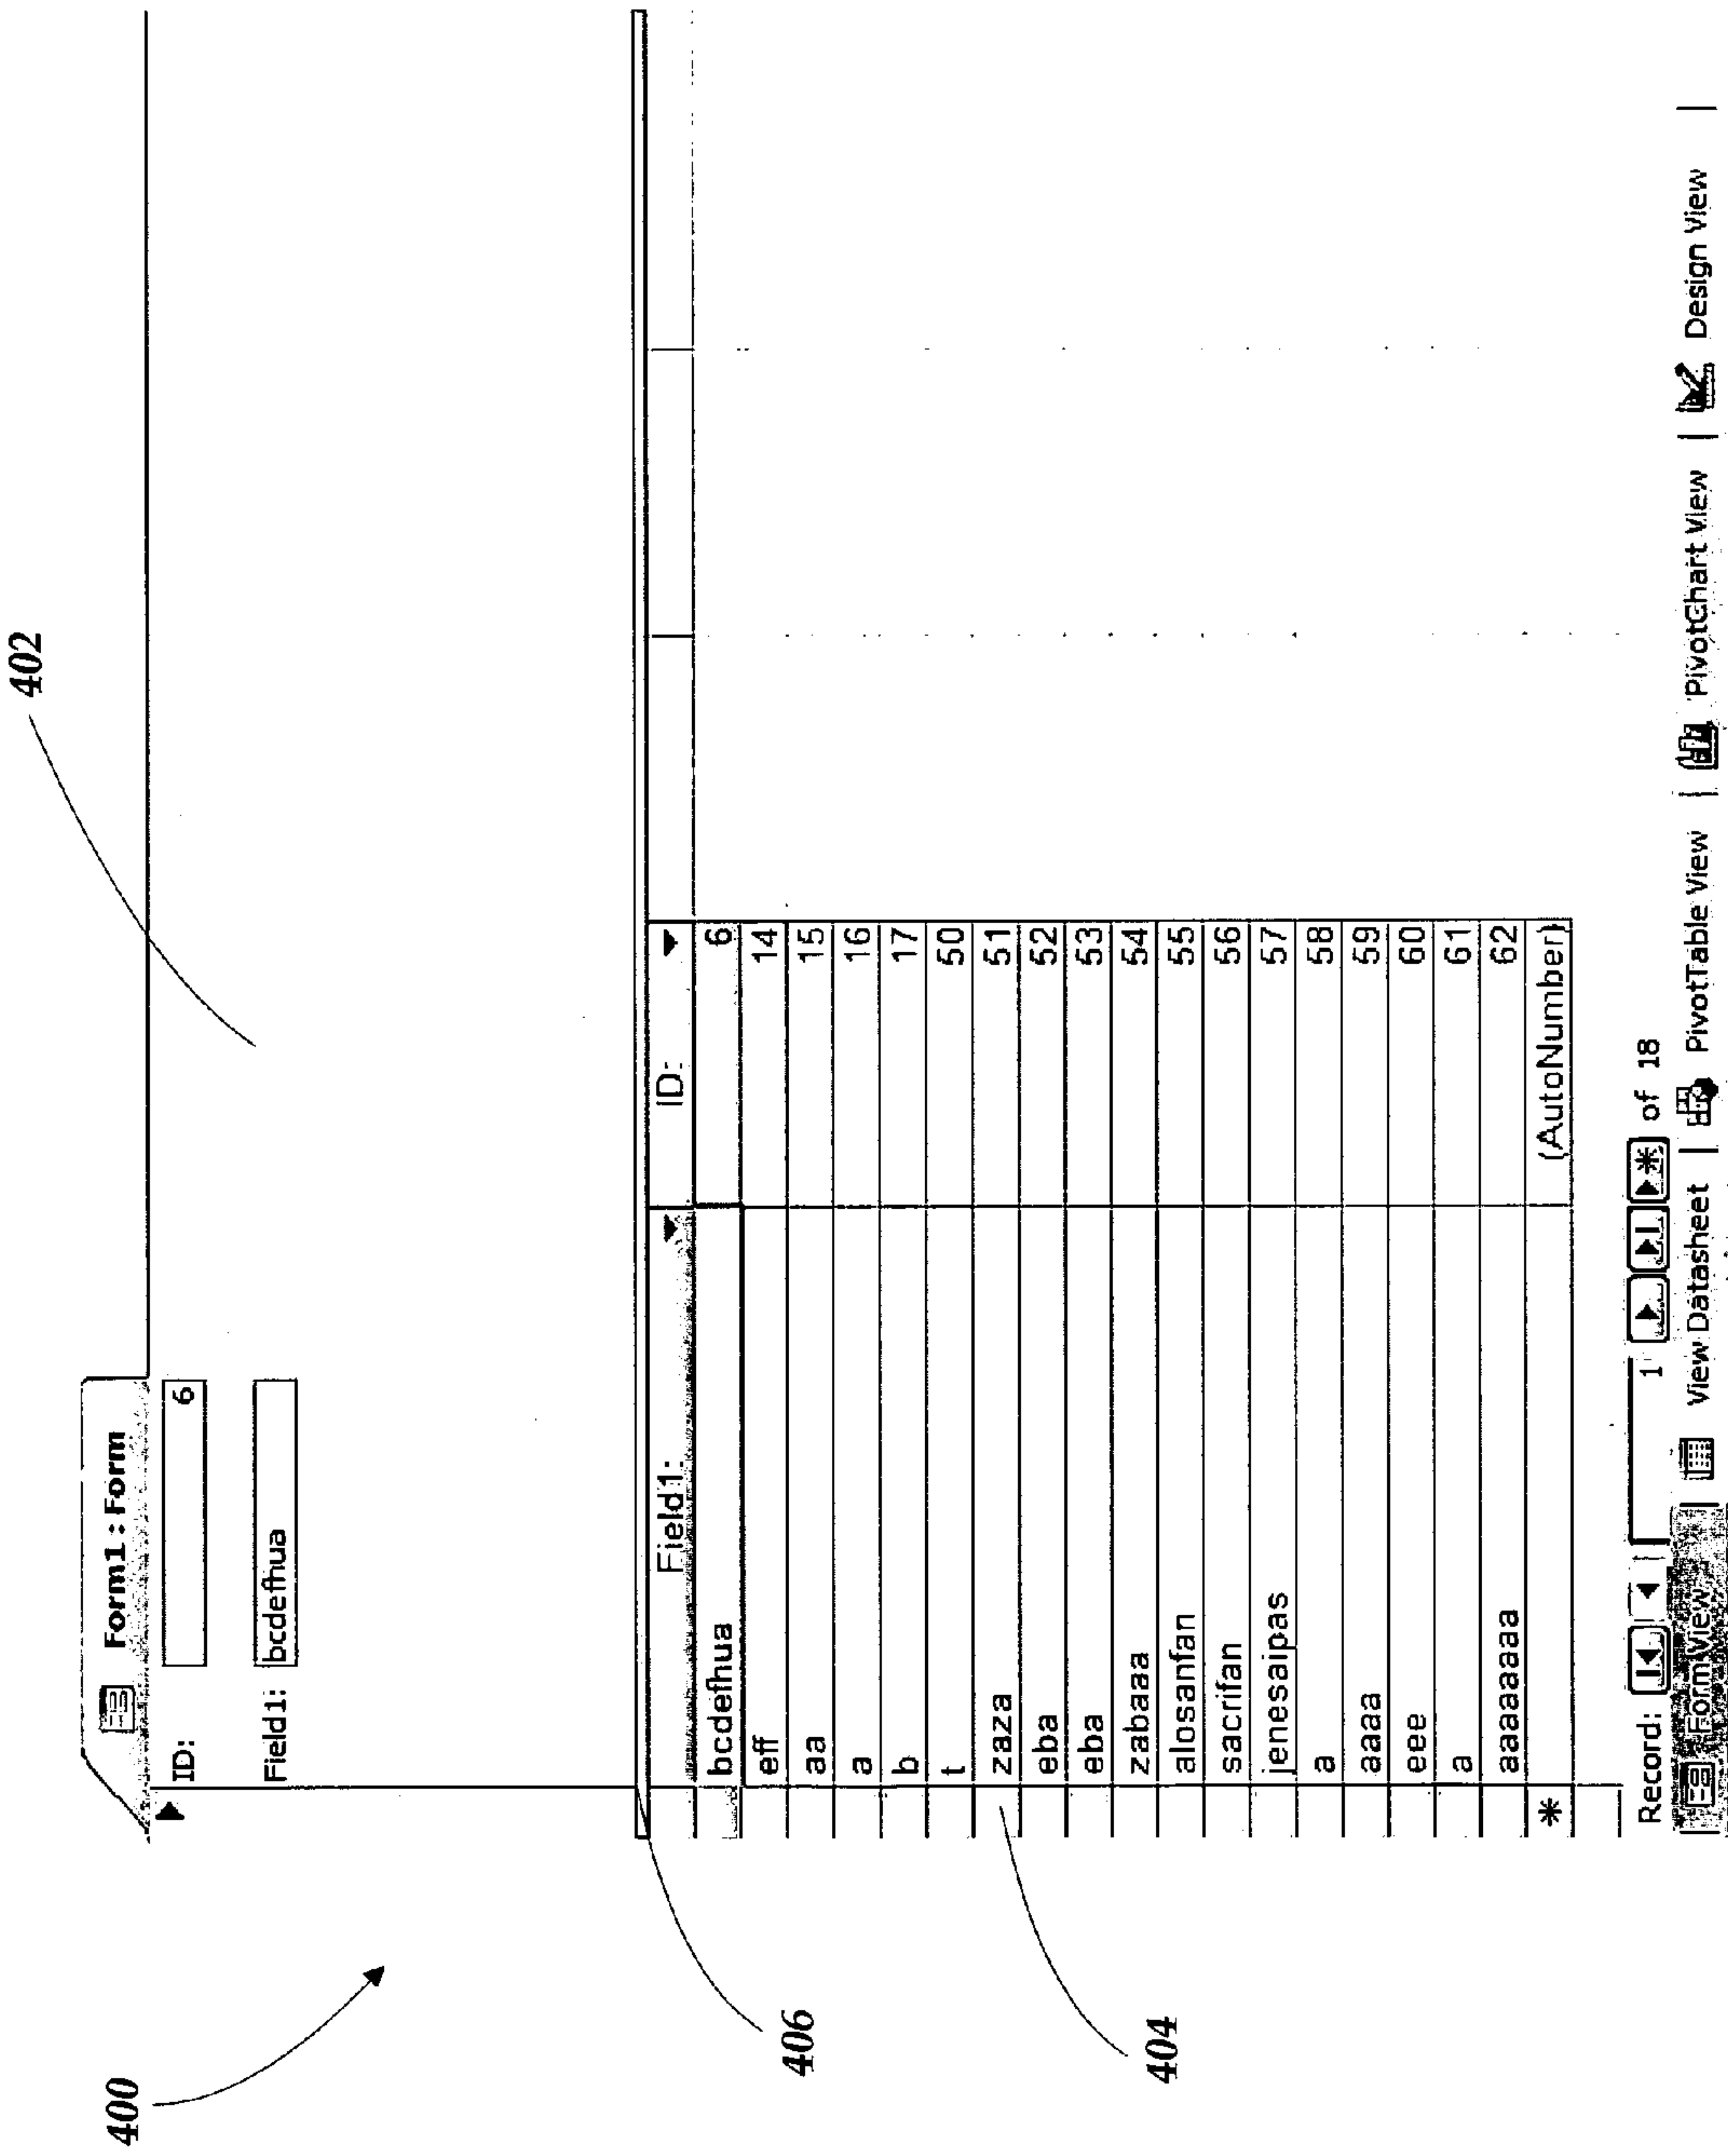 400
402
Form1 : Form
ID: 6
Field1: bcdefhua
406
Field1: ID:
bcdefhua 6
eff 14
aa 15
a 16
b 17
t 50
zaza 51
eba 52
eba 53
zabaaa 54
alosanfan 55
sacrifan 56
jenesaipas 57
a 58
aaaaa 59
eee 60
a 61
aaaaaaaaa 62
* (AutoNumber)
404
Record: 1 of 18
Form View | View Datasheet | PivotTable View | PivotChart View | Design View |